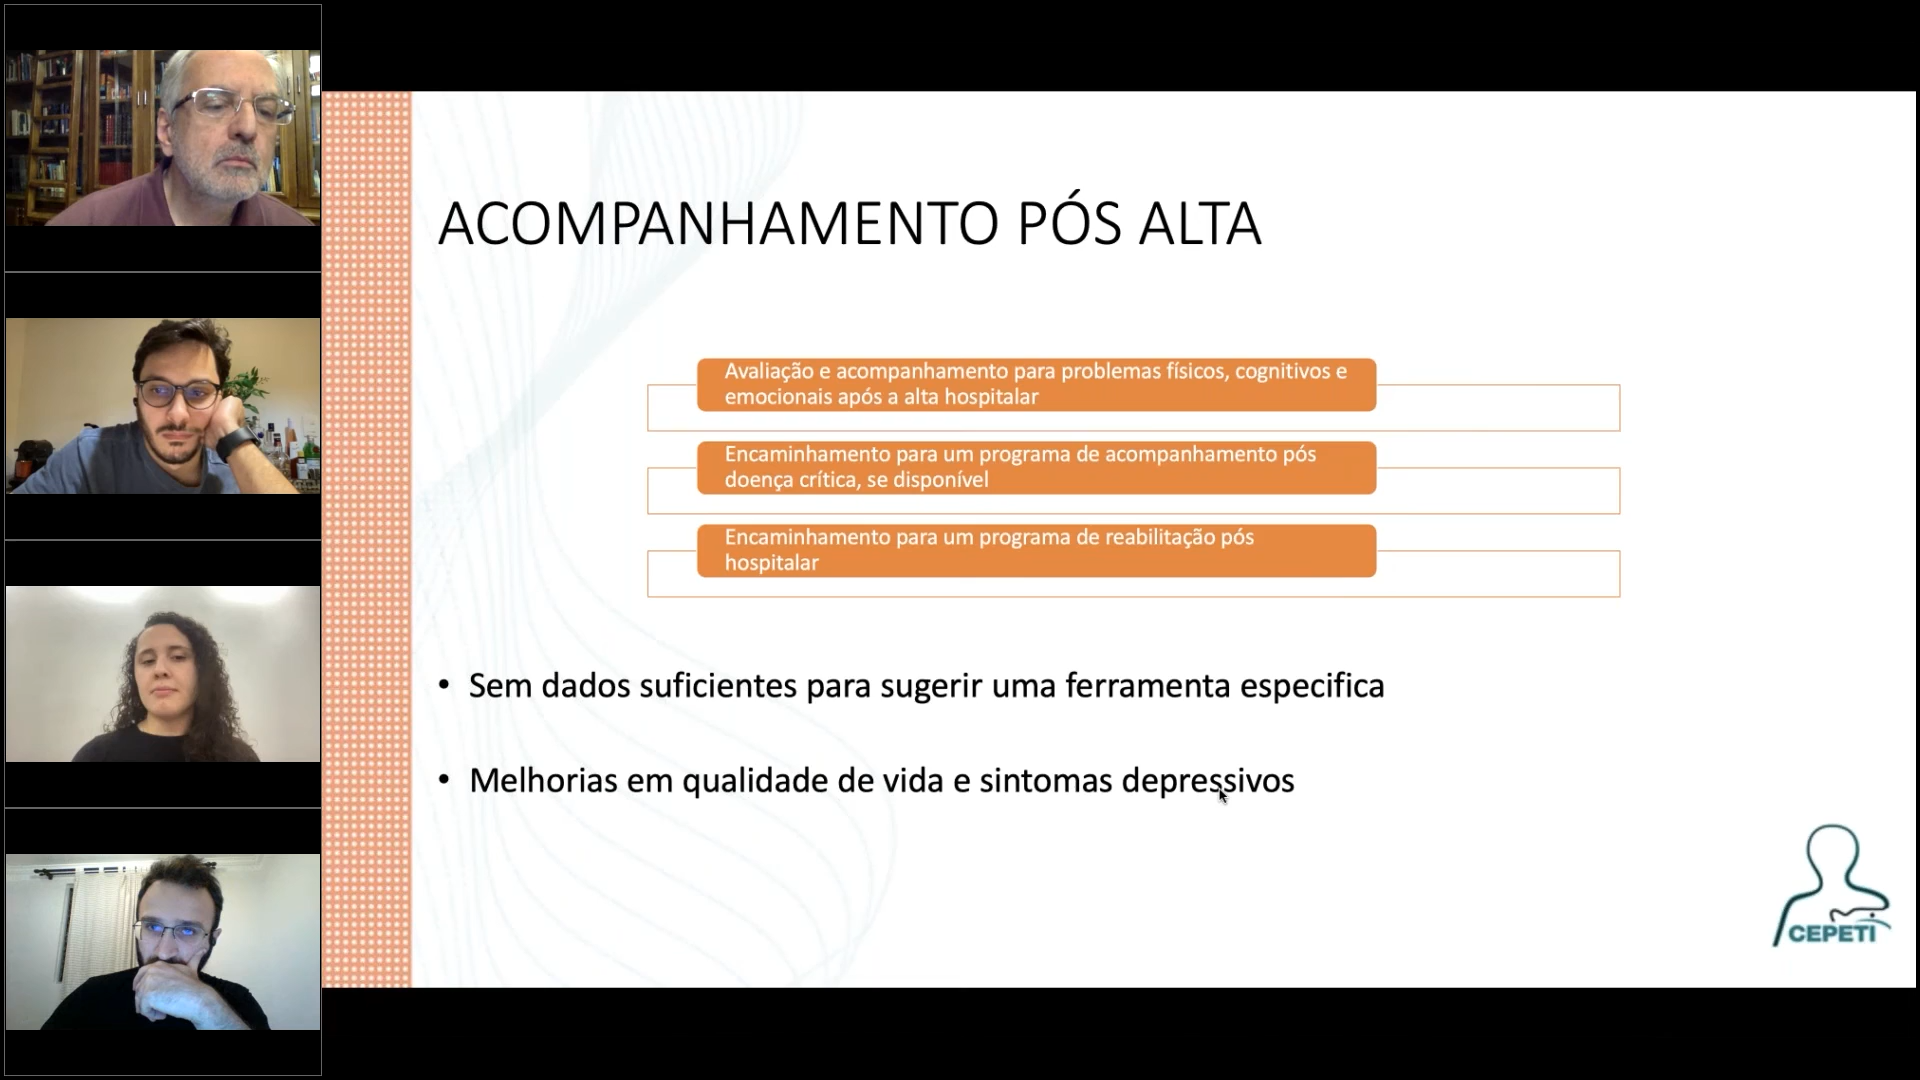 ACOMPANHAMENTO PÓS ALTA
Avaliação e acompanhamento para problemas físicos, cognitivos e
emocionais após a alta hospitalar
Encaminhamento para um programa de acompanhamento pós
doença crítica, se disponível
Encaminhamento para um programa de reabilitação pós
hospitalar
• Sem dados suficientes para sugerir uma ferramenta especifica
• Melhorias em qualidade de vida e sintomas depressivos
CEPETI